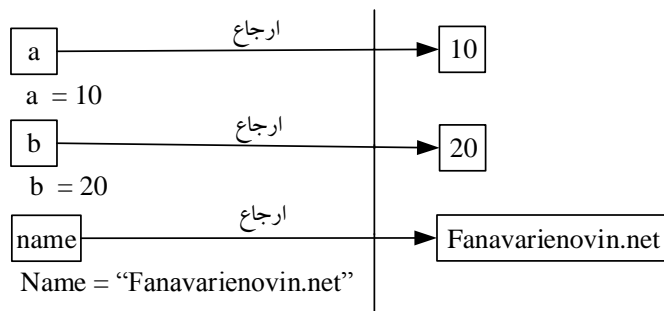 a ارجاع 10
a = 10
b ارجاع 20
b = 20
name ارجاع Fanavarienovin.net
Name = “Fanavarienovin.net”